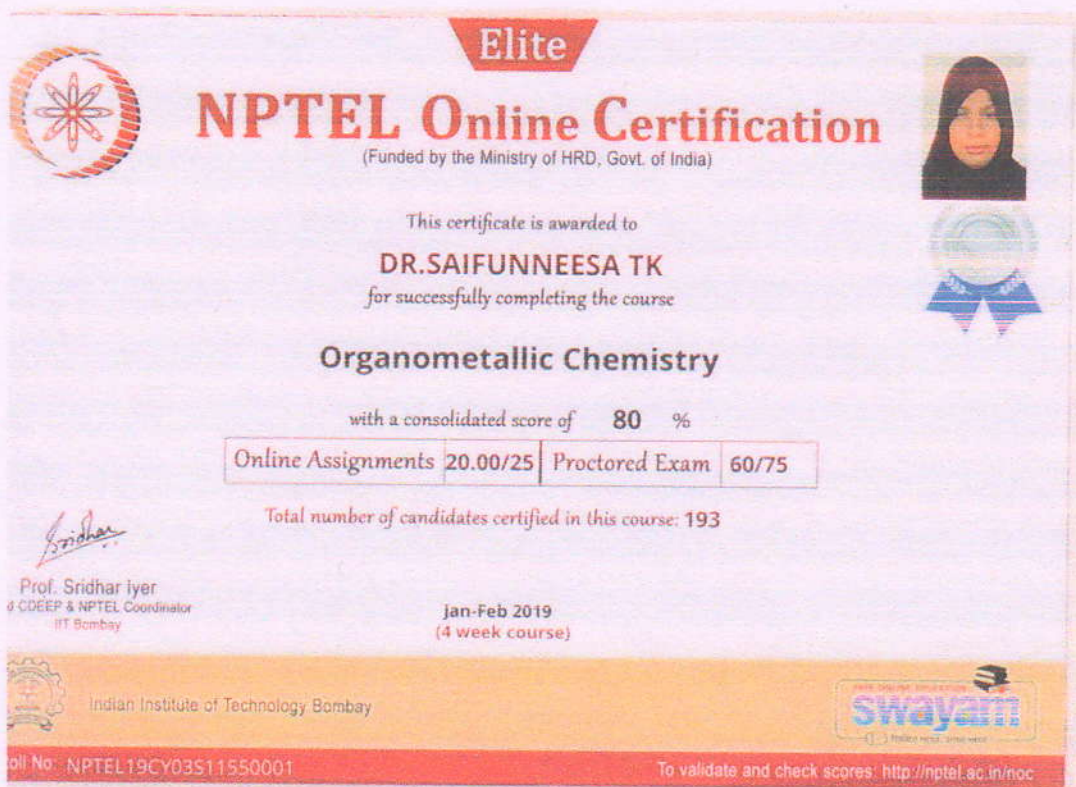 Elite
NPTEL Online Certification
(Funded by the Ministry of HRD, Govt. of India)
This certificate is awarded to
DR.SAIFUNNEESA TK
for successfully completing the course
Organometallic Chemistry
with a consolidated score of 80 %
Online Assignments 20.00/25 Proctored Exam 60/75
Total number of candidates certified in this course: 193
Sridhar
Prof. Sridhar Iyer
d CDEEP & NPTEL Coordinator
IIT Bombay
Jan-Feb 2019
(4 week course)
Indian Institute of Technology Bombay
FREE ONLINE EDUCATION
swayam
oll No: NPTEL19CY03S11550001
To validate and check scores: http://nptel.ac.in/noc